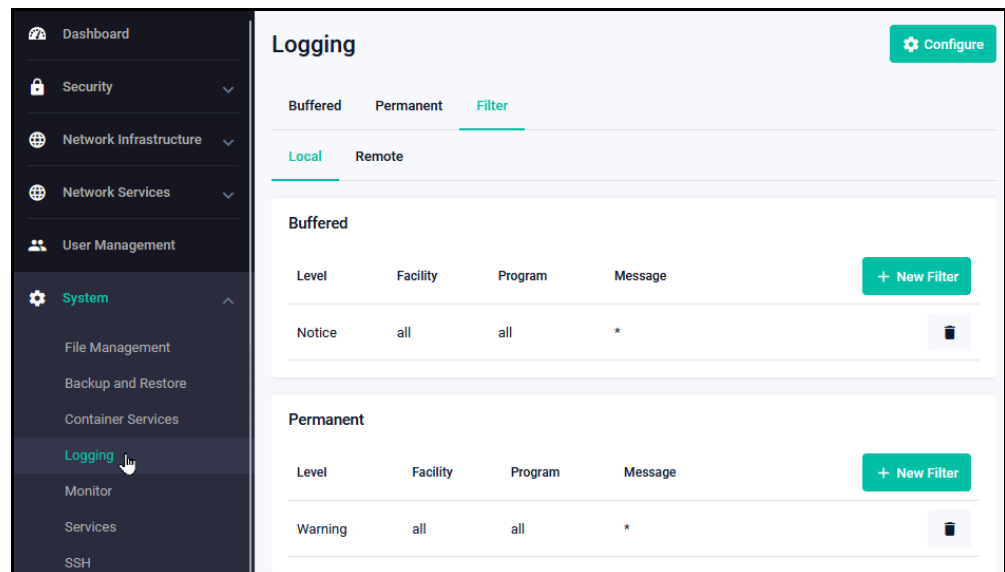 Dashboard
Security
Network Infrastructure
Network Services
User Management
System
File Management
Backup and Restore
Container Services
Logging
Monitor
Services
SSH
Logging
Configure
Buffered Permanent Filter
Local Remote
Buffered
Level Facility Program Message + New Filter
Notice all all *
Permanent
Level Facility Program Message + New Filter
Warning all all *